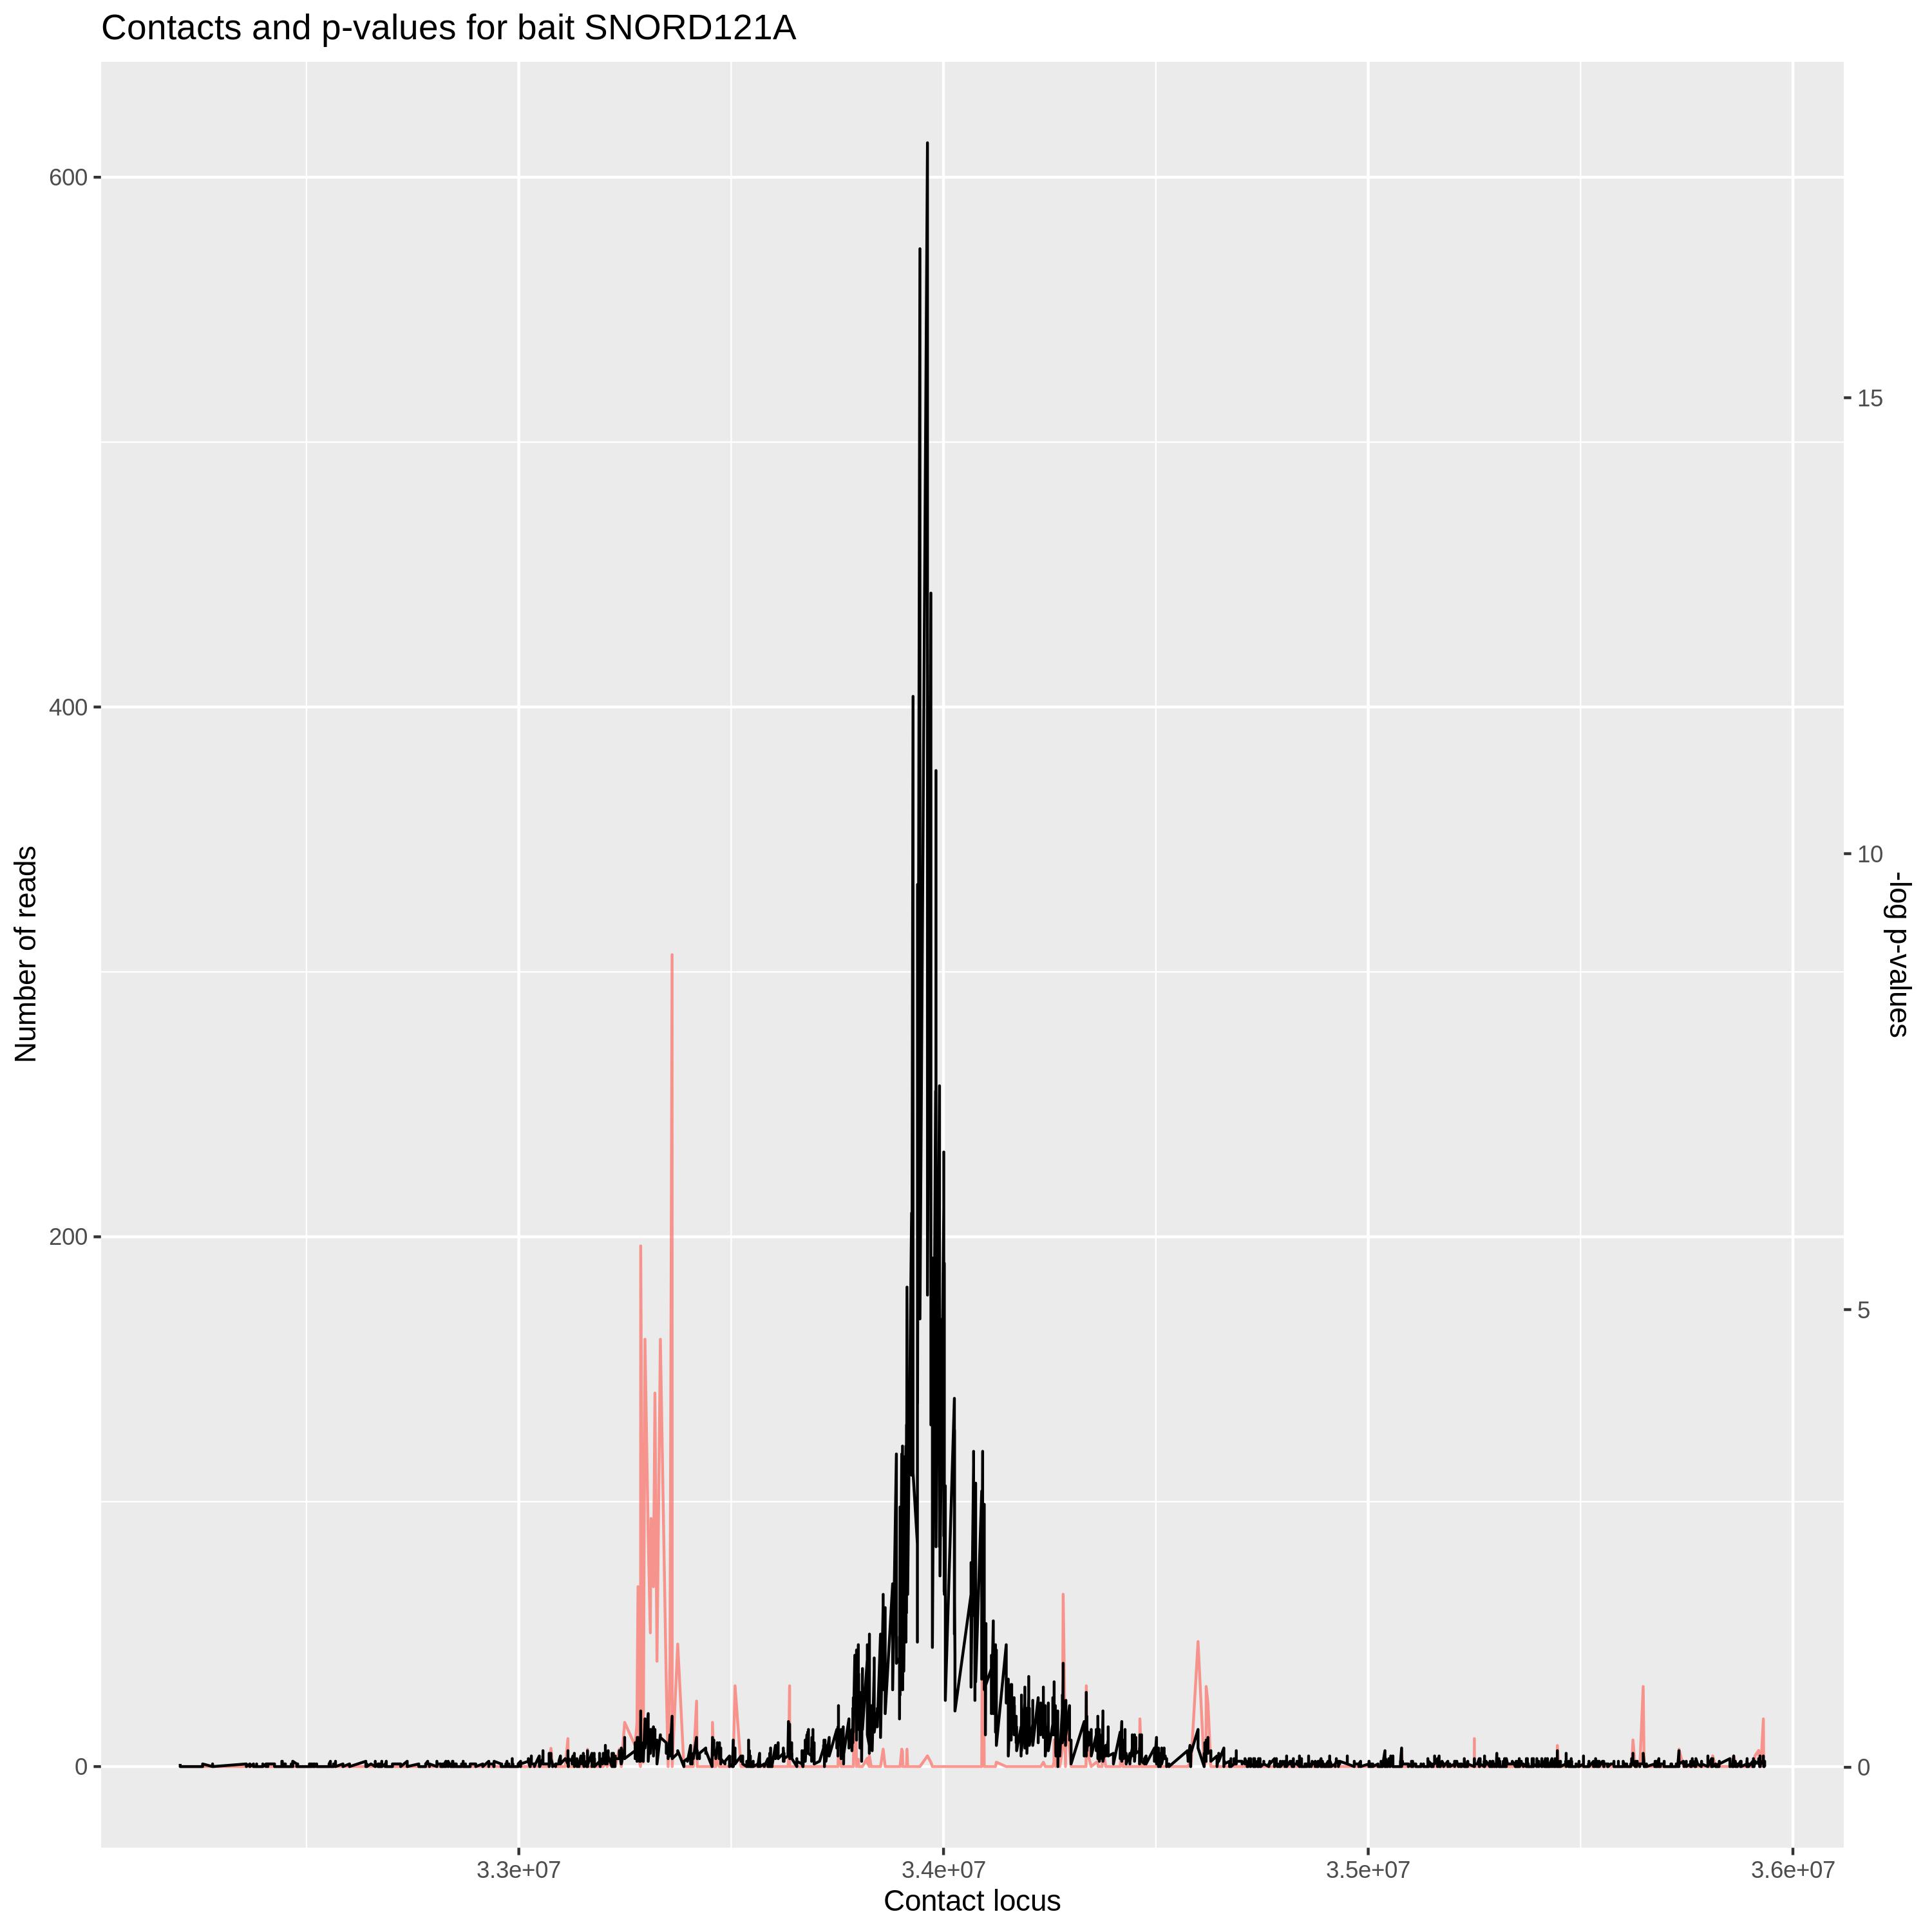 Contacts and p-values for bait SNORD121A
600
400
200
0
Number of reads
15
10
5
0
-log p-values
3.3e+07
3.4e+07
3.5e+07
3.6e+07
Contact locus